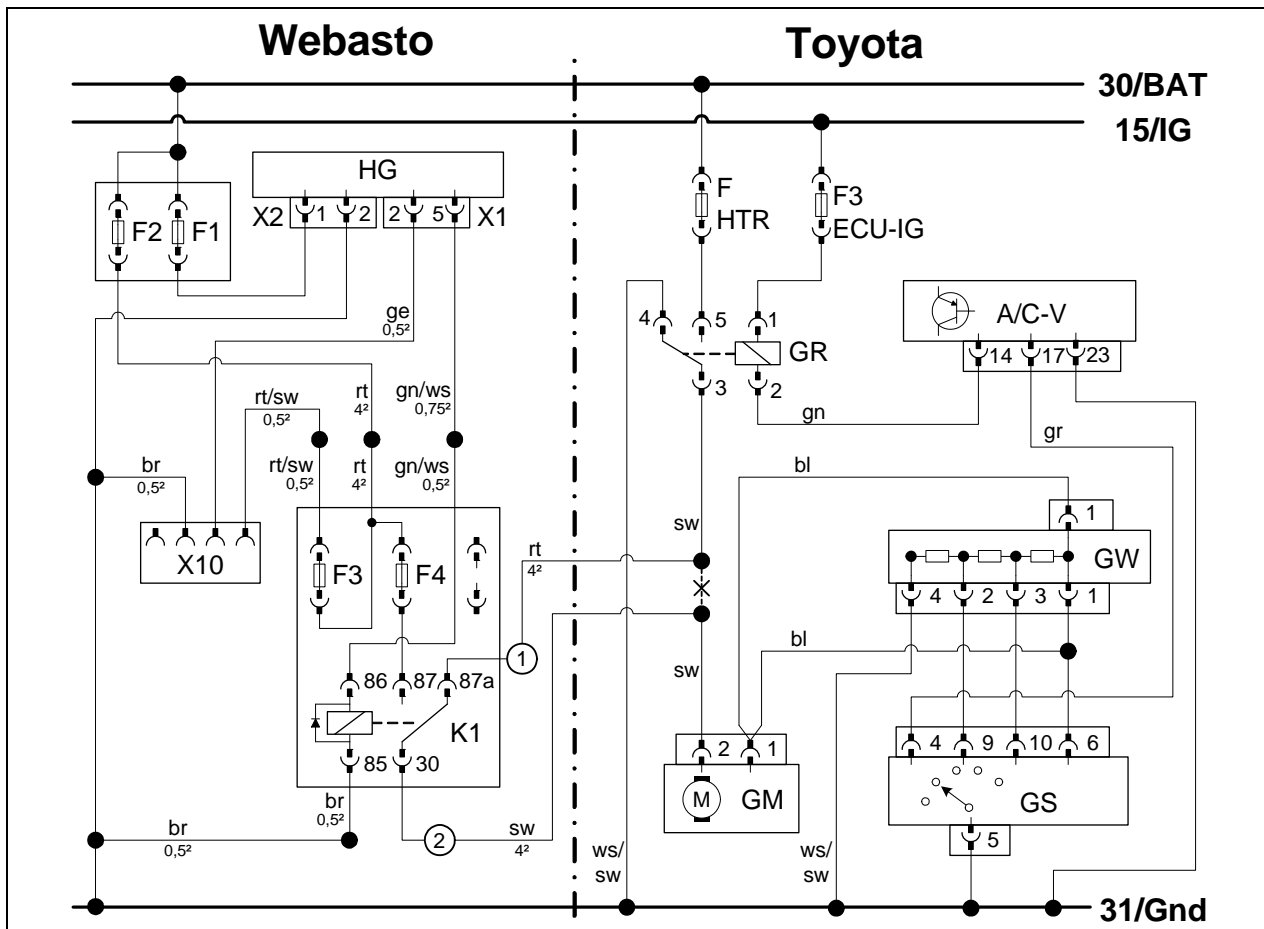 Webasto
Toyota
30/BAT
15/IG
HG
F2 F1
X2 1 2 2 5 X1
F
HTR
F3
ECU-IG
ge
0,5²
A/C-V
4 5 1
GR
14 17 23
3 2
rt/sw
0,5²
rt
4²
gn/ws
0,75²
gn
gr
br
0,5²
rt/sw
0,5²
rt
4²
gn/ws
0,5²
bl
sw
1
X10
F3 F4
rt
4²
GW
4 2 3 1
bl
1
86 87 87a
sw
K1
85 30
2 1
4 9 10 6
M
GM
GS
br
0,5²
br
0,5²
2
sw
4²
5
ws/
sw
ws/
sw
31/Gnd